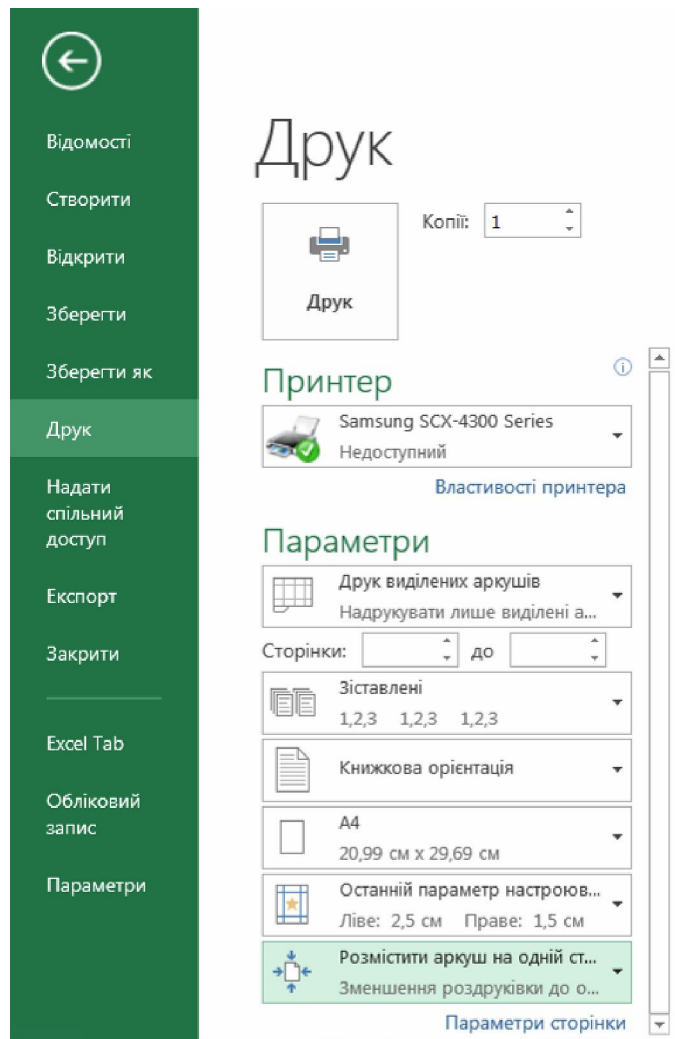 Відомості
Створити
Відкрити
Зберегти
Зберегти як
Друк
Надати
спільний
доступ
Експорт
Закрити
Excel Tab
Обліковий
запис
Параметри
Друк
Друк
Копії: 1
Принтер
Samsung SCX-4300 Series
Недоступний
Властивості принтера
Параметри
Друк виділених аркушів
Надрукувати лише виділені а...
Сторінки: до
Зіставлені
1,2,3 1,2,3 1,2,3
Книжкова орієнтація
A4
20,99 см x 29,69 см
Останній параметр настроюв...
Ліве: 2,5 см Праве: 1,5 см
Розмістити аркуш на одній ст...
Зменшення роздруківки до о...
Параметри сторінки